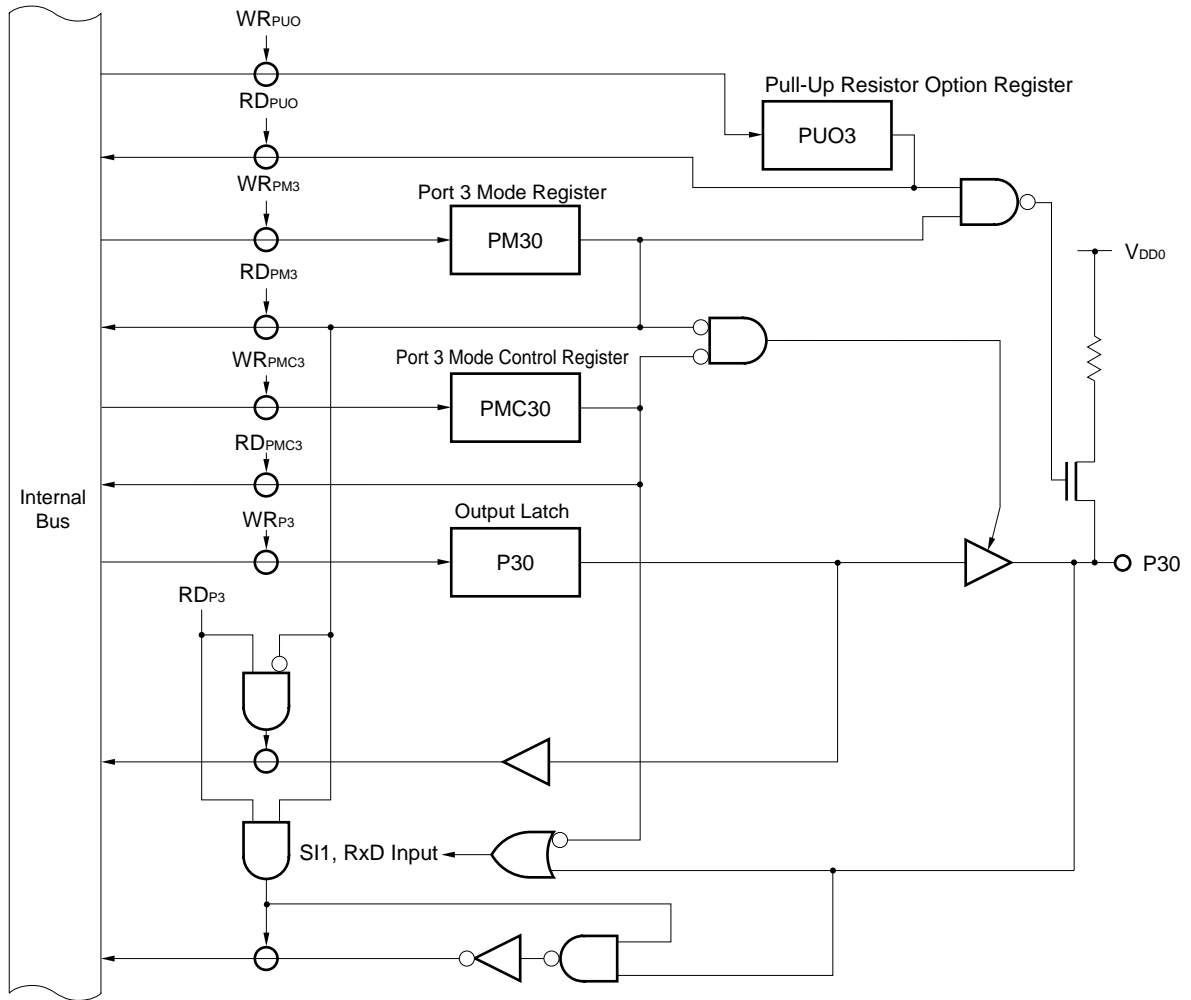 WRPUO
RDPUO
Pull-Up Resistor Option Register
PUO3
WRPM3
Port 3 Mode Register
PM30
VDD0
RDPM3
WRPMC3
Port 3 Mode Control Register
PMC30
RDPMC3
Internal
Bus
WRP3
Output Latch
P30
P30
RDP3
SI1, RxD Input